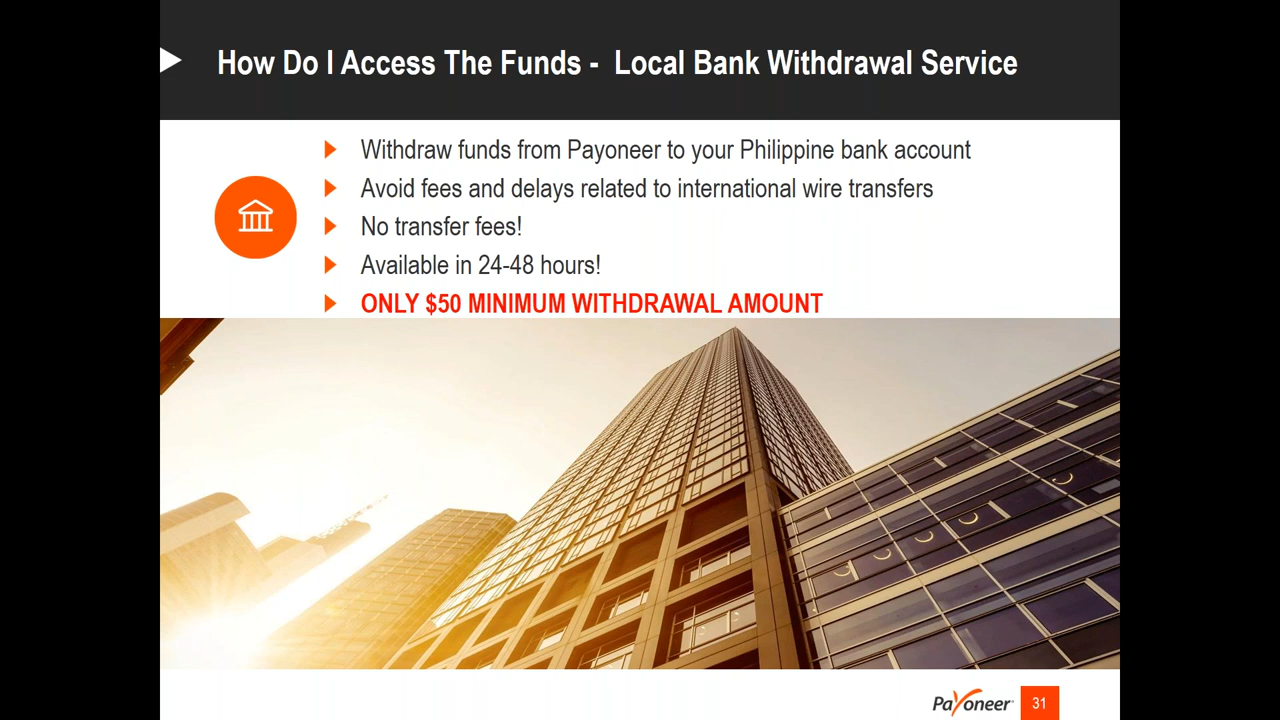 How Do I Access The Funds - Local Bank Withdrawal Service
Withdraw funds from Payoneer to your Philippine bank account
Avoid fees and delays related to international wire transfers
No transfer fees!
Available in 24-48 hours!
ONLY $50 MINIMUM WITHDRAWAL AMOUNT
Payoneer
31